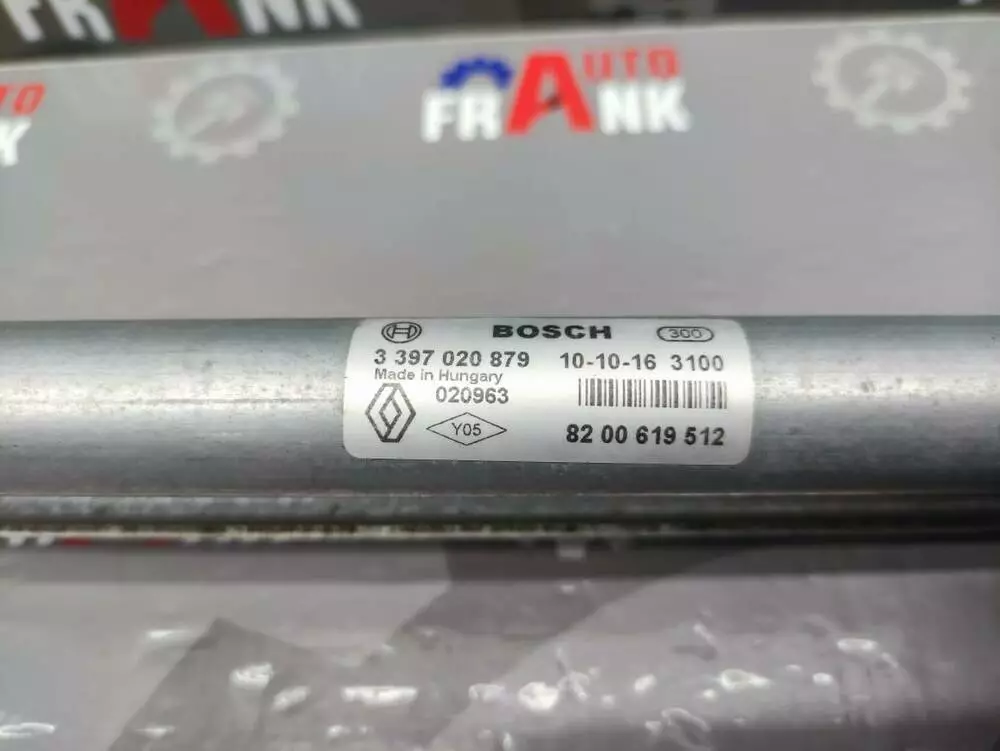 FRANK
AUTO
FRANK
TO
K
BOSCH 300
3 397 020 879 10-10-16 3100
Made in Hungary
020963
Y05
82 00 619 512